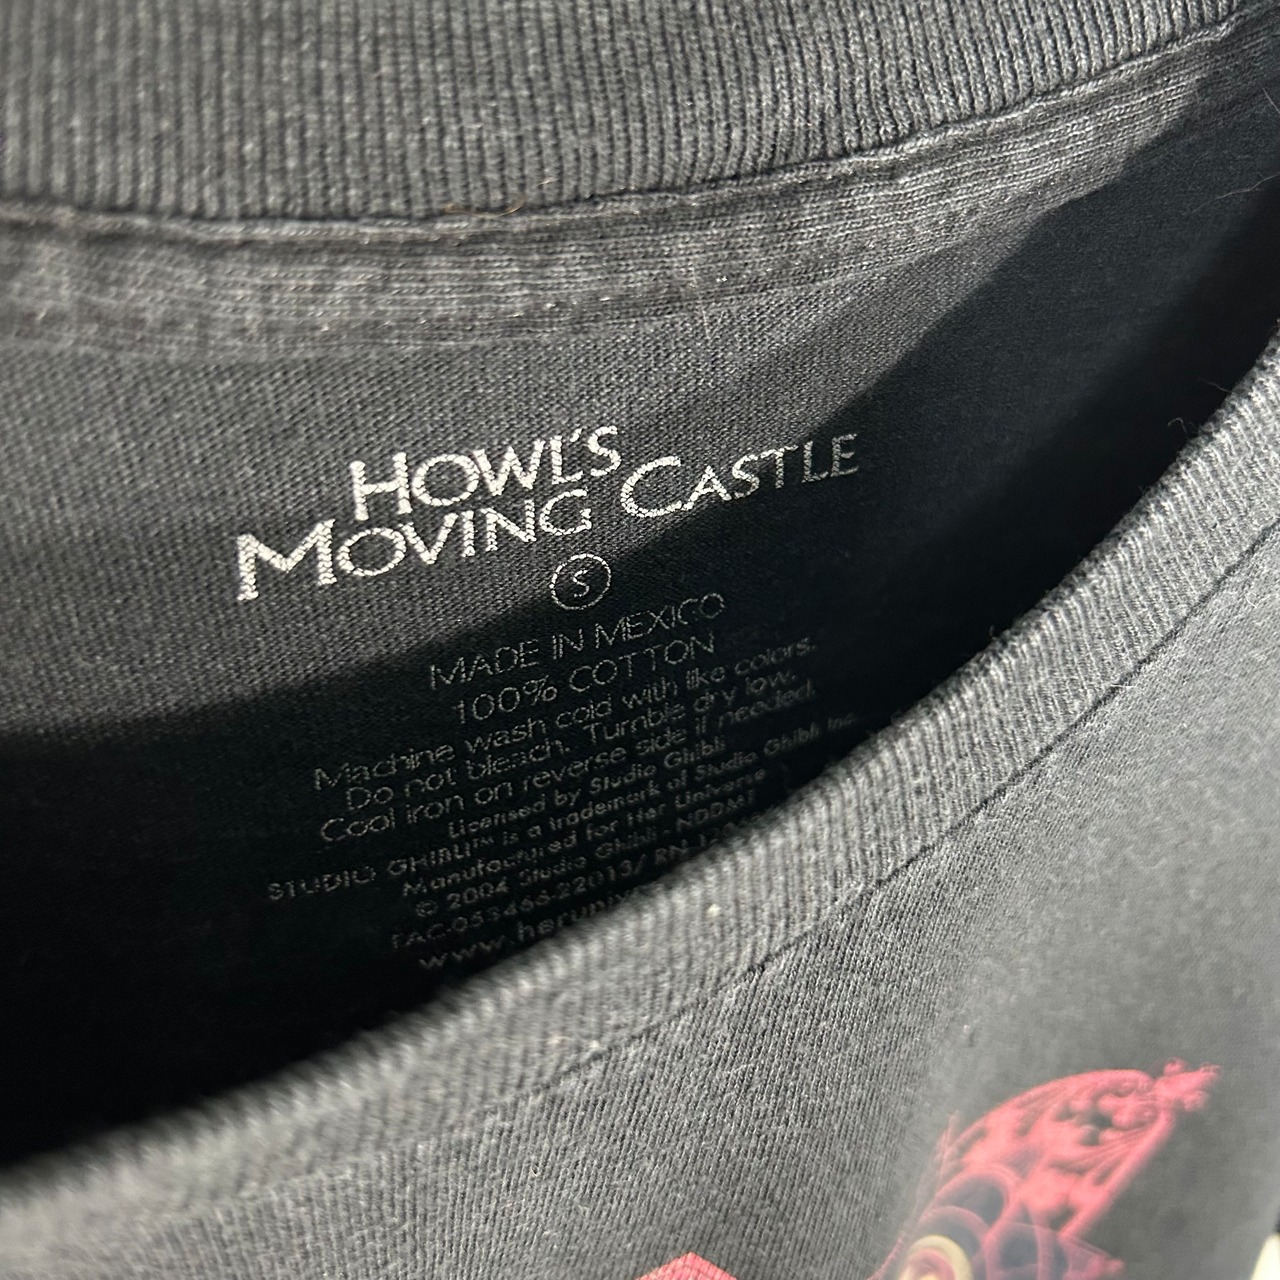 HOWL'S
MOVING CASTLE
S
MADE IN MEXICO
100% COTTON
Machine wash cold with like colors.
Do not bleach. Tumble dry low.
Cool iron on reverse side if needed.
Licensed by Studio Ghibli
STUDIO GHIBLI is a trademark of Studio Ghibli Inc.
Manufactured for Her Universe
© 2004 Studio Ghibli - NDDMT
www.